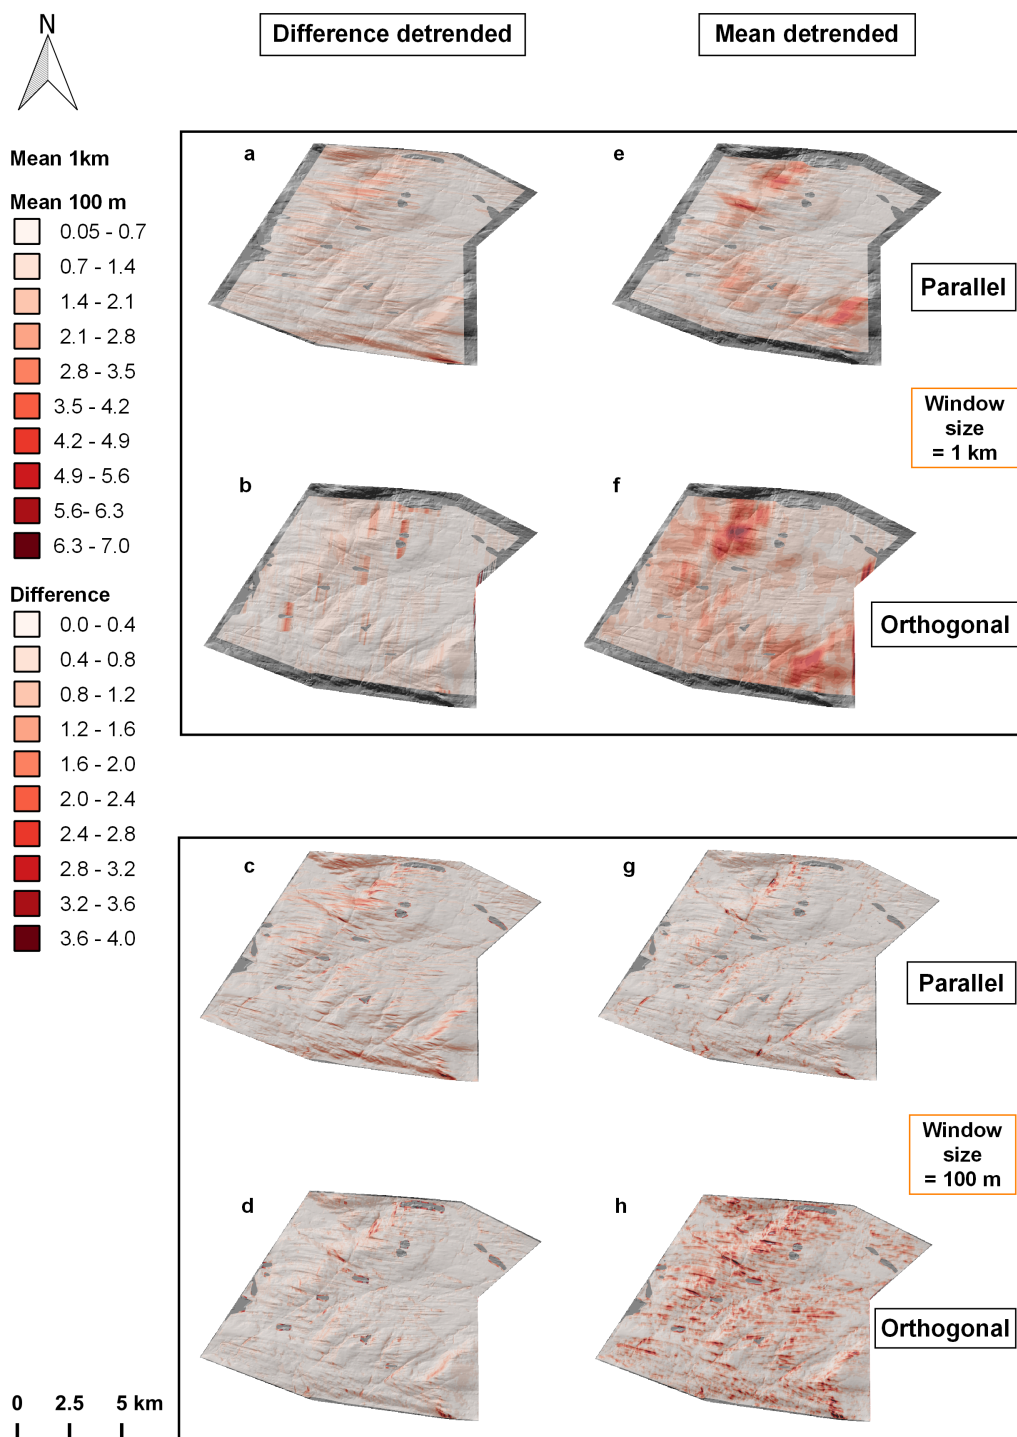 N
Difference detrended
Mean detrended
Mean 1km
Mean 100 m
0.05 - 0.7
0.7 - 1.4
1.4 - 2.1
2.1 - 2.8
2.8 - 3.5
3.5 - 4.2
4.2 - 4.9
4.9 - 5.6
5.6- 6.3
6.3 - 7.0
Difference
0.0 - 0.4
0.4 - 0.8
0.8 - 1.2
1.2 - 1.6
1.6 - 2.0
2.0 - 2.4
2.4 - 2.8
2.8 - 3.2
3.2 - 3.6
3.6 - 4.0
a
e
Parallel
Window
size
= 1 km
b
f
Orthogonal
c
g
Parallel
Window
size
= 100 m
d
h
Orthogonal
0 2.5 5 km